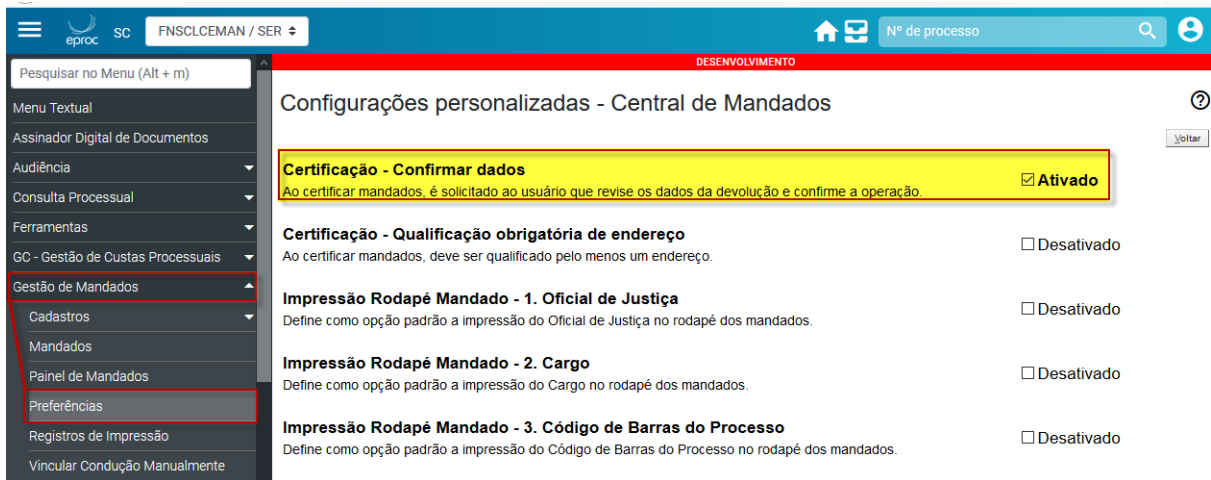 eproc
SC
FNSCLCEMAN / SER
Nº de processo
DESENVOLVIMENTO
Pesquisar no Menu (Alt + m)
Menu Textual
Assinador Digital de Documentos
Audiência
Consulta Processual
Ferramentas
GC - Gestão de Custas Processuais
Gestão de Mandados
Cadastros
Mandados
Painel de Mandados
Preferências
Registros de Impressão
Vincular Condução Manualmente
Configurações personalizadas - Central de Mandados
?
Voltar
Certificação - Confirmar dados
Ao certificar mandados, é solicitado ao usuário que revise os dados da devolução e confirme a operação.
Ativado
Certificação - Qualificação obrigatória de endereço
Ao certificar mandados, deve ser qualificado pelo menos um endereço.
Desativado
Impressão Rodapé Mandado - 1. Oficial de Justiça
Define como opção padrão a impressão do Oficial de Justiça no rodapé dos mandados.
Desativado
Impressão Rodapé Mandado - 2. Cargo
Define como opção padrão a impressão do Cargo no rodapé dos mandados.
Desativado
Impressão Rodapé Mandado - 3. Código de Barras do Processo
Define como opção padrão a impressão do Código de Barras do Processo no rodapé dos mandados.
Desativado